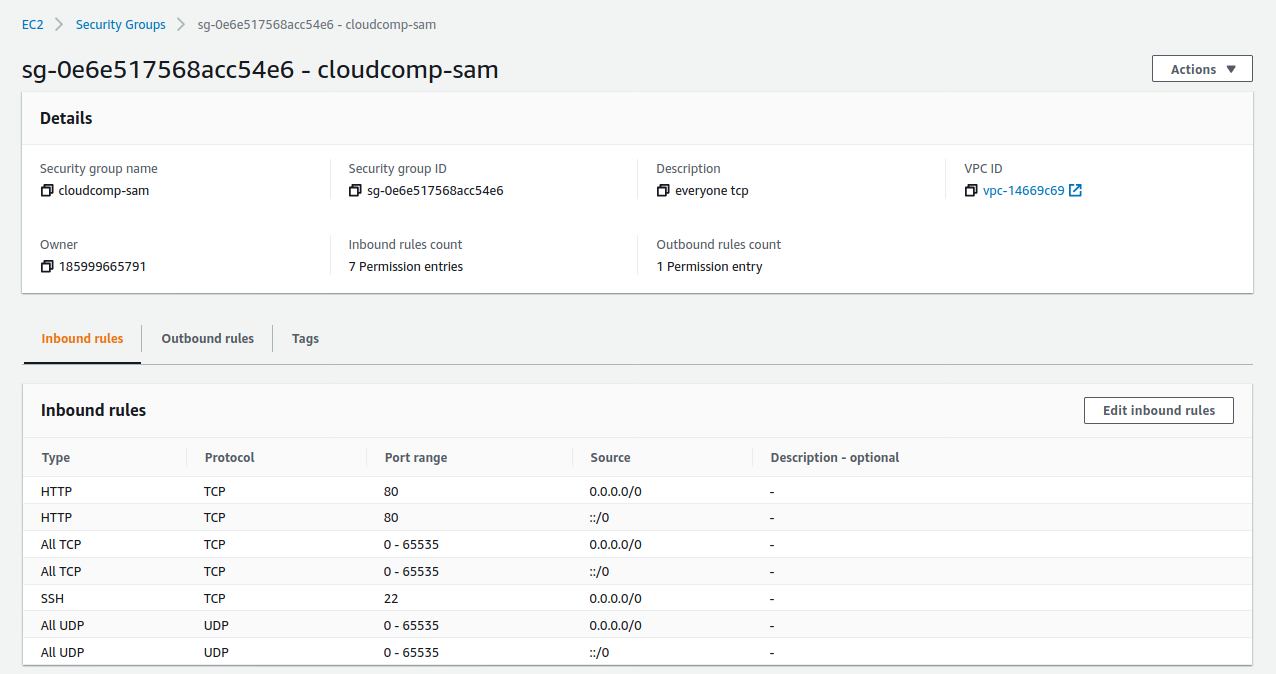 EC2 > Security Groups > sg-0e6e517568acc54e6 - cloudcomp-sam
sg-0e6e517568acc54e6 - cloudcomp-sam
Actions ▼
Details
Security group name Security group ID Description VPC ID
cloudcomp-sam sg-0e6e517568acc54e6 everyone tcp vpc-14669c69
Owner Inbound rules count Outbound rules count
185999665791 7 Permission entries 1 Permission entry
Inbound rules Outbound rules Tags
Inbound rules Edit inbound rules
Type Protocol Port range Source Description - optional
HTTP TCP 80 0.0.0.0/0 -
HTTP TCP 80 ::/0 -
All TCP TCP 0 - 65535 0.0.0.0/0 -
All TCP TCP 0 - 65535 ::/0 -
SSH TCP 22 0.0.0.0/0 -
All UDP UDP 0 - 65535 0.0.0.0/0 -
All UDP UDP 0 - 65535 ::/0 -